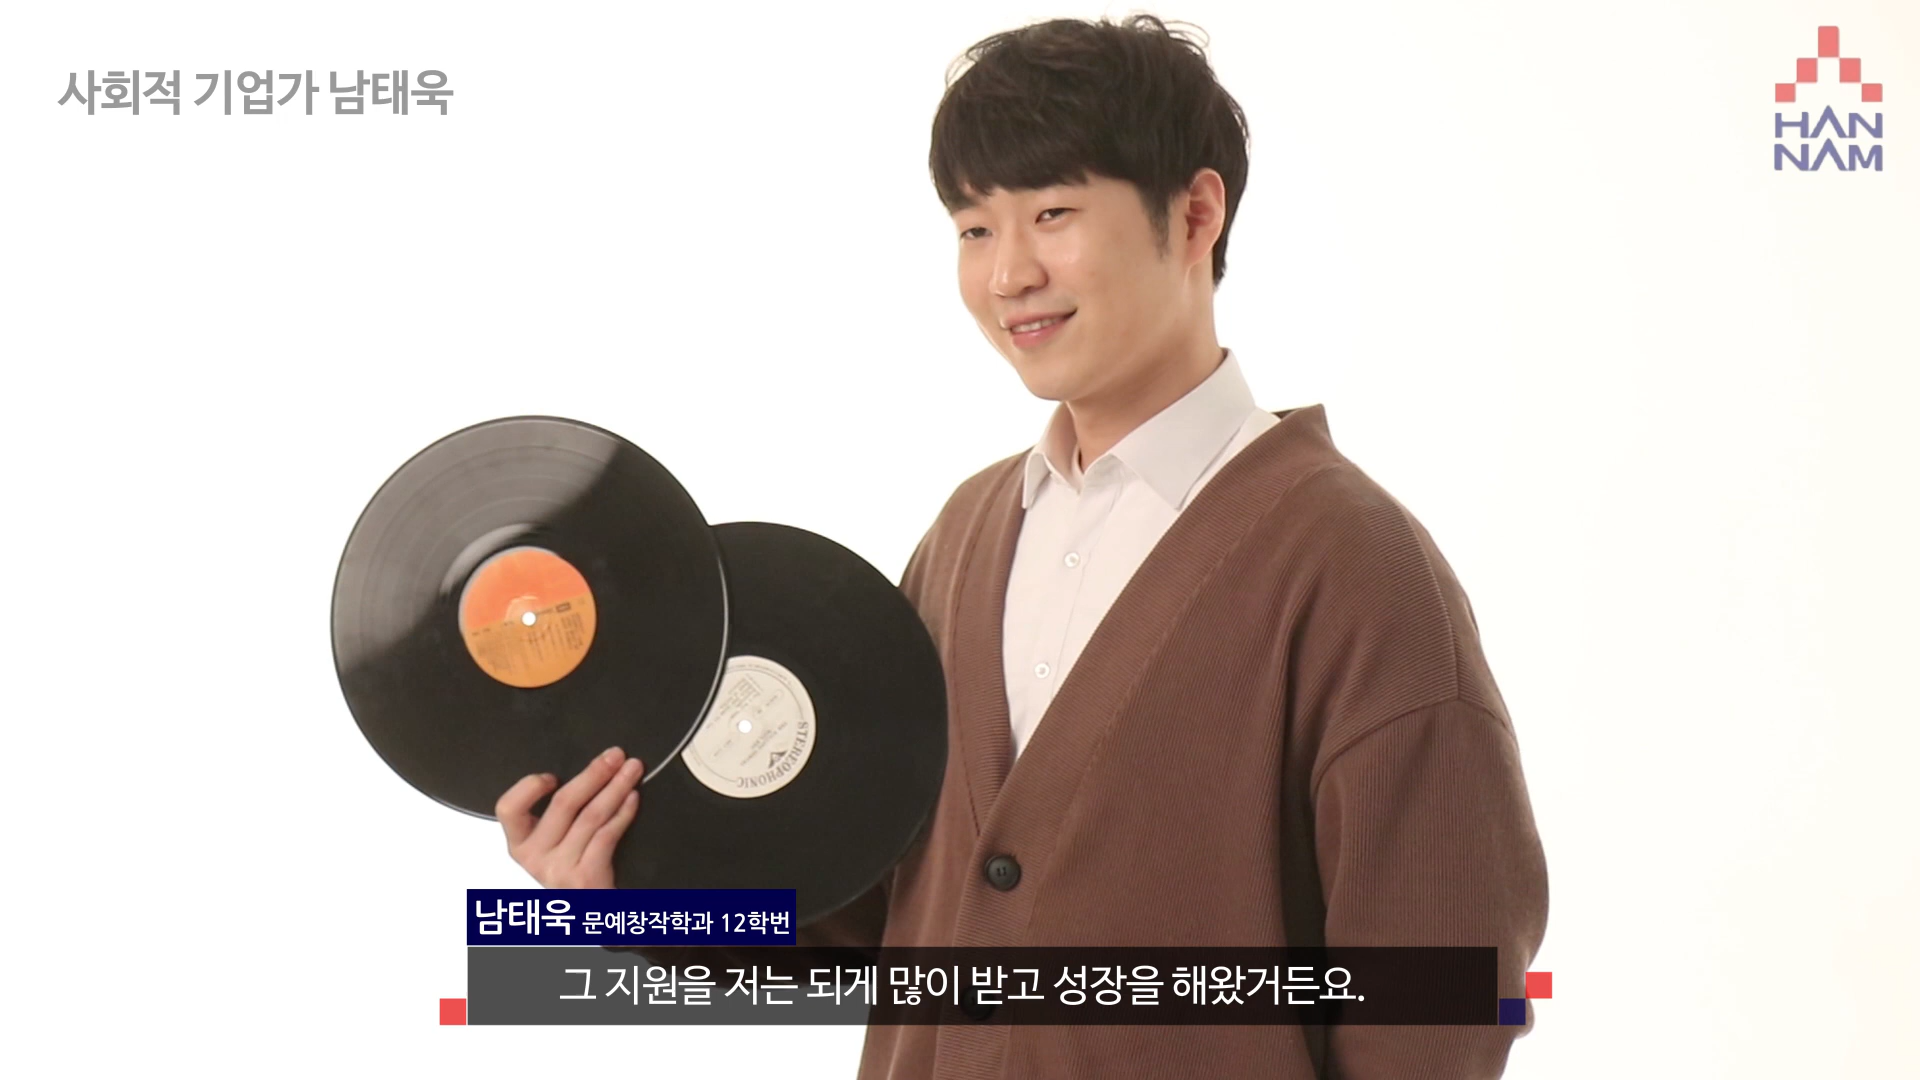 사회적 기업가 남태욱
HAN
NAM
STEREOPHONIC
남태욱 문예창작학과 12학번
그 지원을 저는 되게 많이 받고 성장을 해왔거든요.